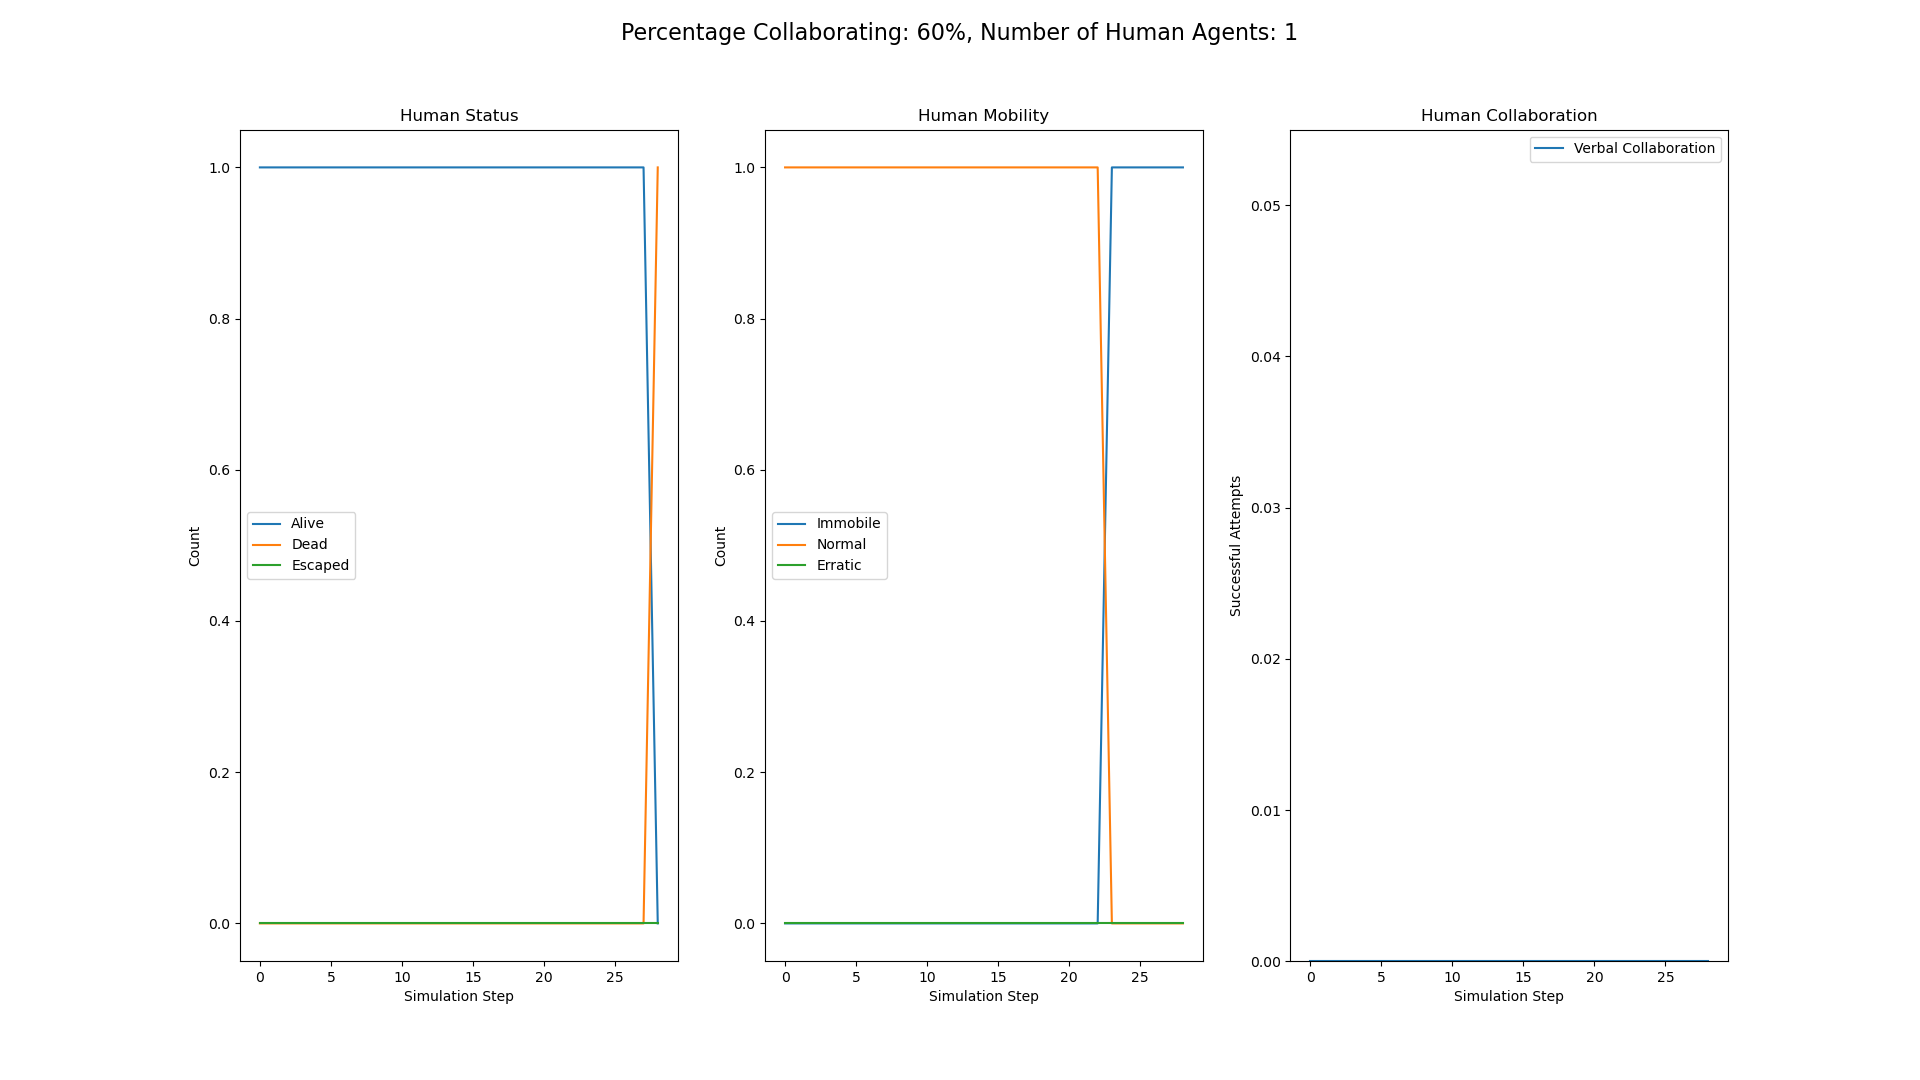 Percentage Collaborating: 60%, Number of Human Agents: 1
Human Status
1.0
0.8
0.6
0.4
0.2
0.0
Count
Alive
Dead
Escaped
0 5 10 15 20 25
Simulation Step
Human Mobility
1.0
0.8
0.6
0.4
0.2
0.0
Count
Immobile
Normal
Erratic
0 5 10 15 20 25
Simulation Step
Human Collaboration
Verbal Collaboration
0.05
0.04
0.03
0.02
0.01
0.00
Successful Attempts
0 5 10 15 20 25
Simulation Step